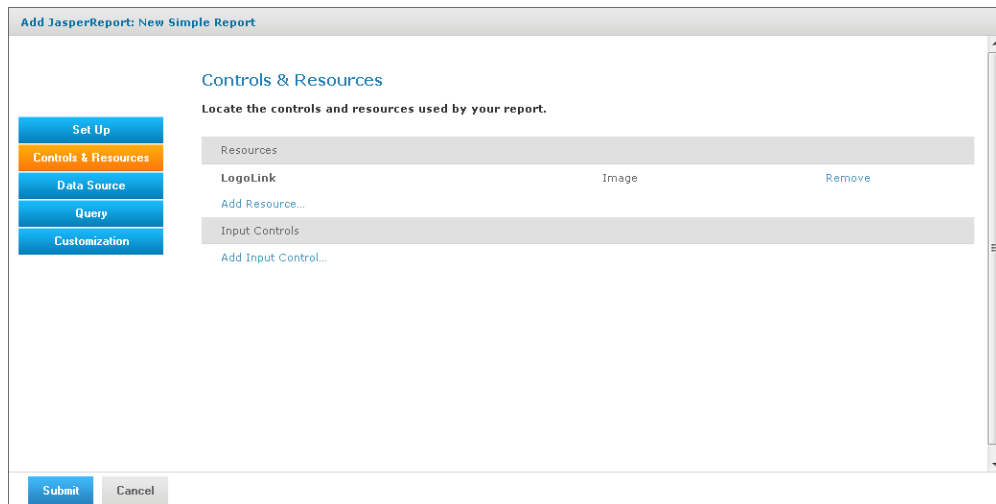 Add JasperReport: New Simple Report
Controls & Resources
Locate the controls and resources used by your report.
Set Up
Controls & Resources
Data Source
Query
Customization
Resources
LogoLink Image Remove
Add Resource...
Input Controls
Add Input Control...
Submit Cancel